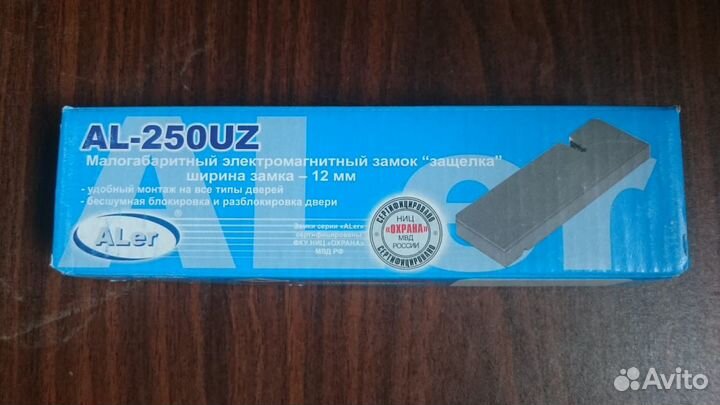 AL-250UZ
Малогабаритный электромагнитный замок "защелка"
ширина замка – 12 мм
- удобный монтаж на все типы дверей
- бесшумная блокировка и разблокировка двери
ALer ®
Замки серии «ALer»
сертифицированы
ФКУ НИЦ «ОХРАНА»
МВД РФ
СЕРТИФИЦИРОВАНО
НИЦ
«ОХРАНА»
МВД
РОССИИ
СЕРТИФИЦИРОВАНО
ALer
Avito